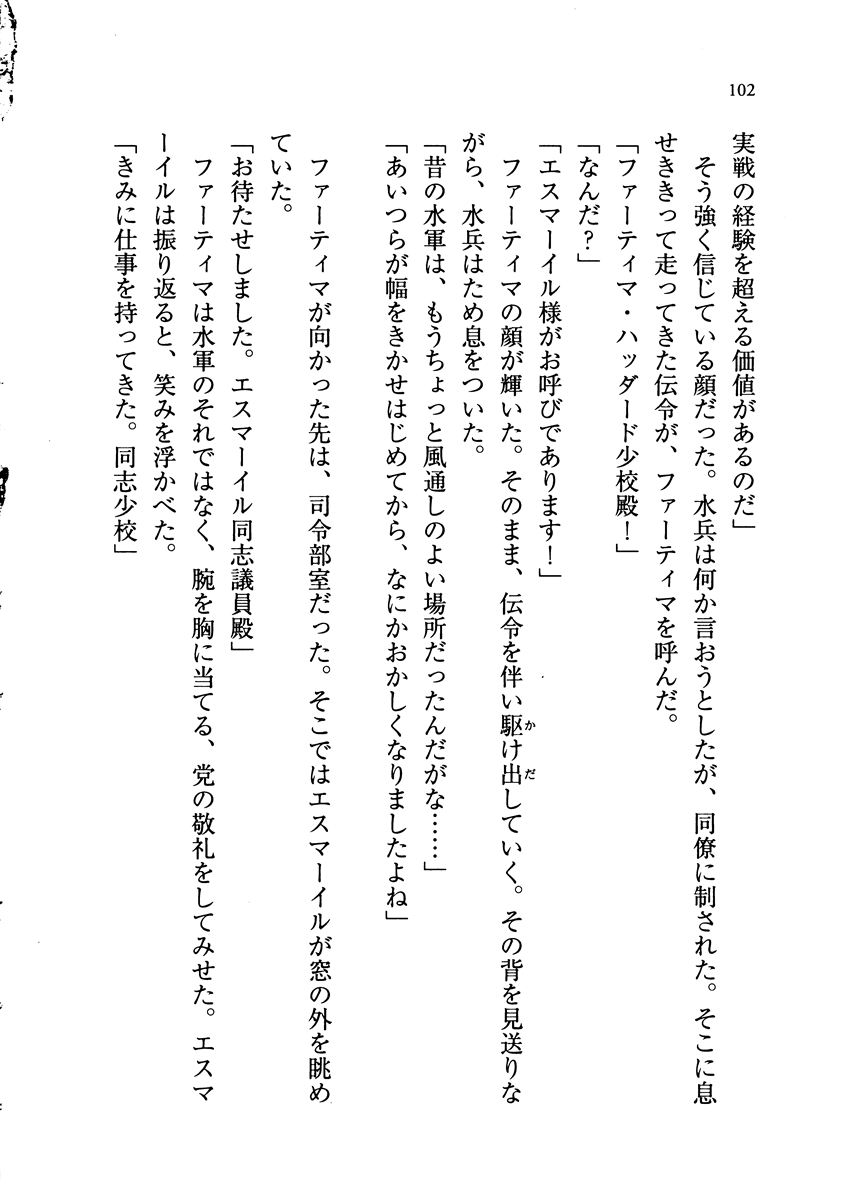 102
実戦の経験を超える価値があるのだ」
　そう強く信じている顔だった。水兵は何か言おうとしたが、同僚に制された。そこに息
せききって走ってきた伝令が、ファーティマを呼んだ。
「ファーティマ・ハッダード少校殿！」
「なんだ？」
「エスマーイル様がお呼びであります！」
　ファーティマの顔が輝いた。そのまま、伝令を伴い駆け出していく。その背を見送りな
がら、水兵はため息をついた。
「昔の水軍は、もうちょっと風通しのよい場所だったんだがな……」
「あいつらが幅をきかせはじめてから、なにかおかしくなりましたよね」
　ファーティマが向かった先は、司令部室だった。そこではエスマーイルが窓の外を眺め
ていた。
「お待たせしました。エスマーイル同志議員殿」
　ファーティマは水軍のそれではなく、腕を胸に当てる、党の敬礼をしてみせた。エスマ
ーイルは振り返ると、笑みを浮かべた。
「きみに仕事を持ってきた。同志少校」